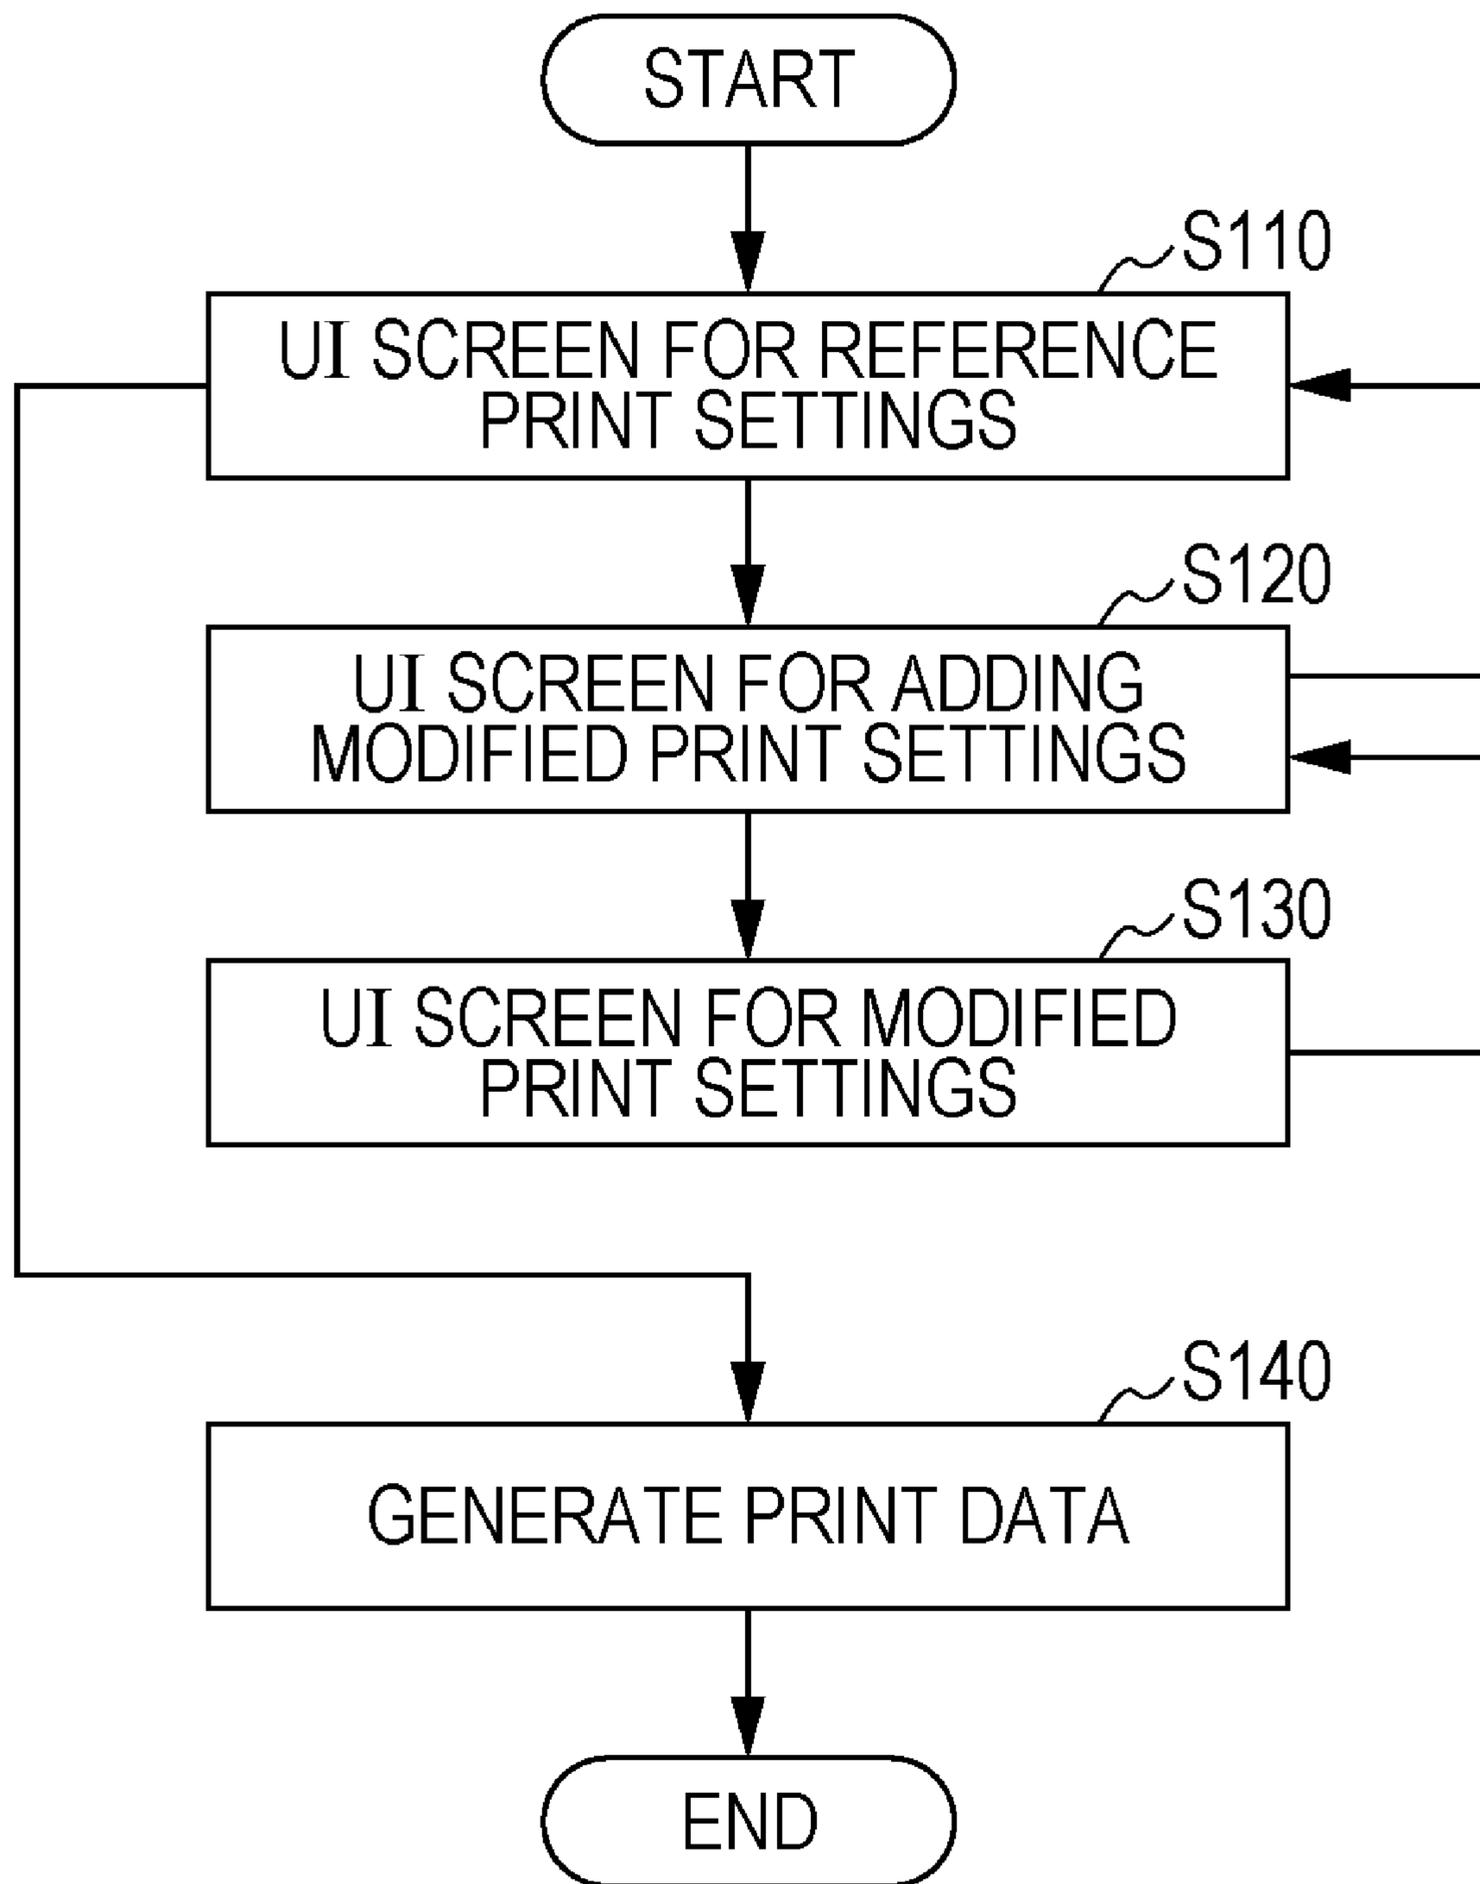 START
S110
UI SCREEN FOR REFERENCE
PRINT SETTINGS
S120
UI SCREEN FOR ADDING
MODIFIED PRINT SETTINGS
S130
UI SCREEN FOR MODIFIED
PRINT SETTINGS
S140
GENERATE PRINT DATA
END